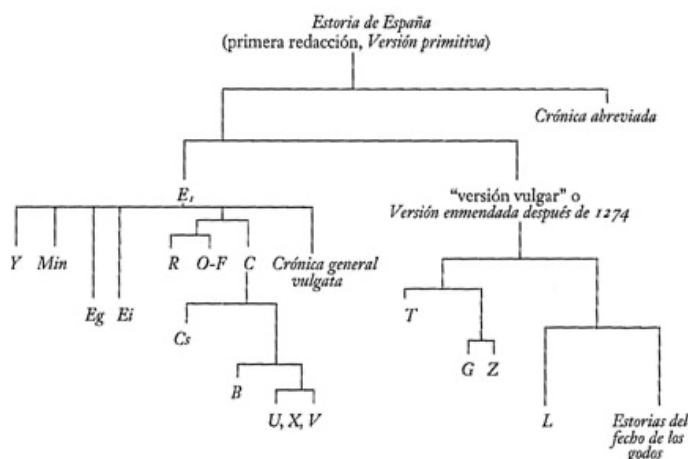 Estoria de España
(primera redacción, Versión primitiva)
Crónica abreviada
E₁
"versión vulgar" o
Versión enmendada después de 1274
Y Min R O-F C Crónica general
vulgata
Eg Ei
T
Cs
G Z
B
U, X, V
L Estorias del
fecho de los
godos